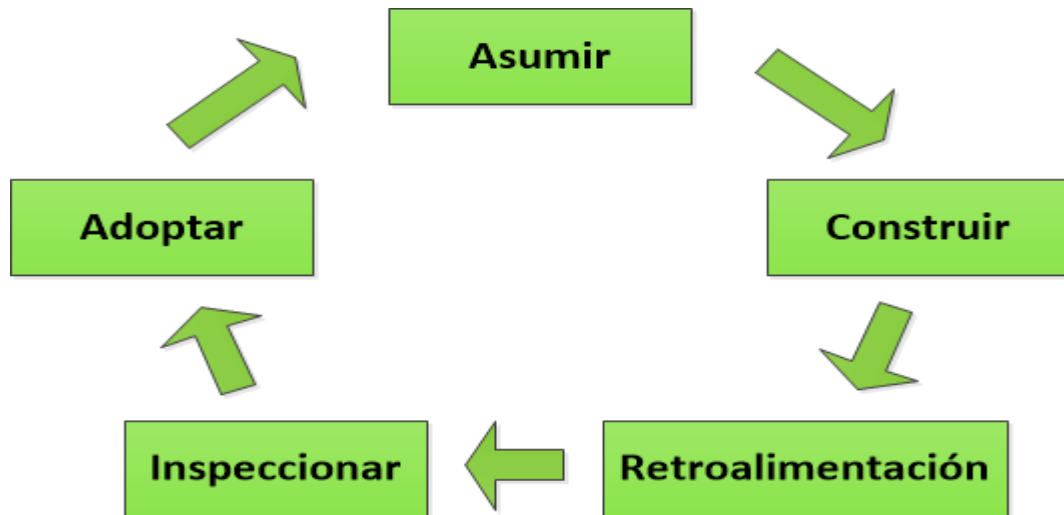 Asumir
Construir
Retroalimentación
Inspeccionar
Adoptar